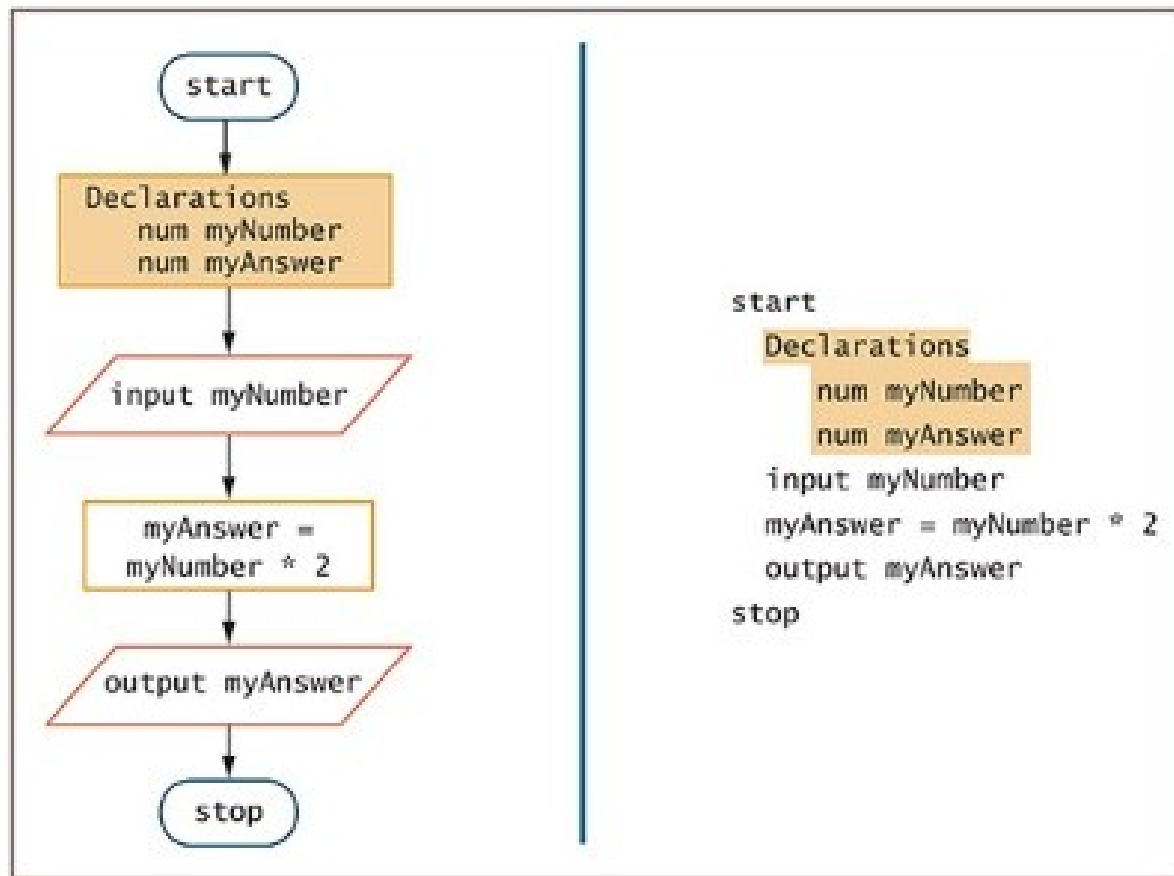 start
Declarations
num myNumber
num myAnswer
input myNumber
myAnswer =
myNumber * 2
output myAnswer
stop
start
Declarations
num myNumber
num myAnswer
input myNumber
myAnswer = myNumber * 2
output myAnswer
stop